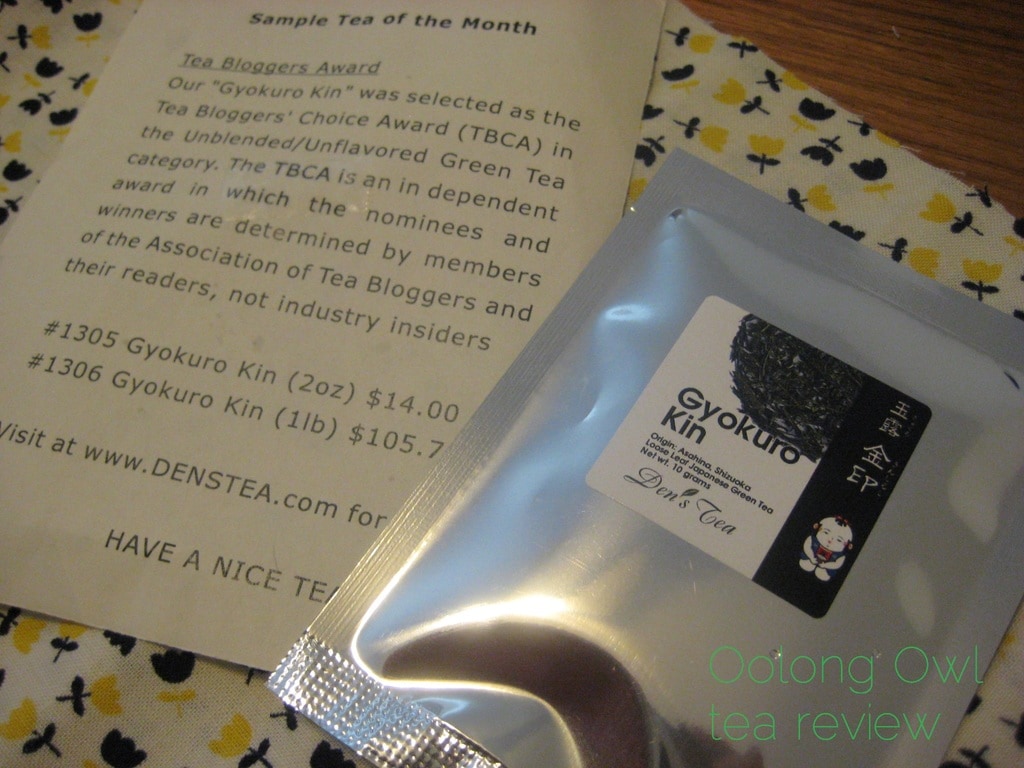 Sample Tea of the Month
Tea Bloggers Award
Our "Gyokuro Kin" was selected as the
Tea Bloggers' Choice Award (TBCA) in
the Unblended/Unflavored Green Tea
category. The TBCA is an in dependent
award in which the nominees and
winners are determined by members
of the Association of Tea Bloggers and
their readers, not industry insiders
#1305 Gyokuro Kin (2oz) $14.00
#1306 Gyokuro Kin (1lb) $105.7
Visit at www.DENSTEA.com for
HAVE A NICE TEA
Gyokuro
Kin
Origin: Asahina, Shizuoka
Loose Leaf Japanese Green Tea
Net wt. 10 grams
Den's Tea
玉露 金印
Oolong Owl
tea review